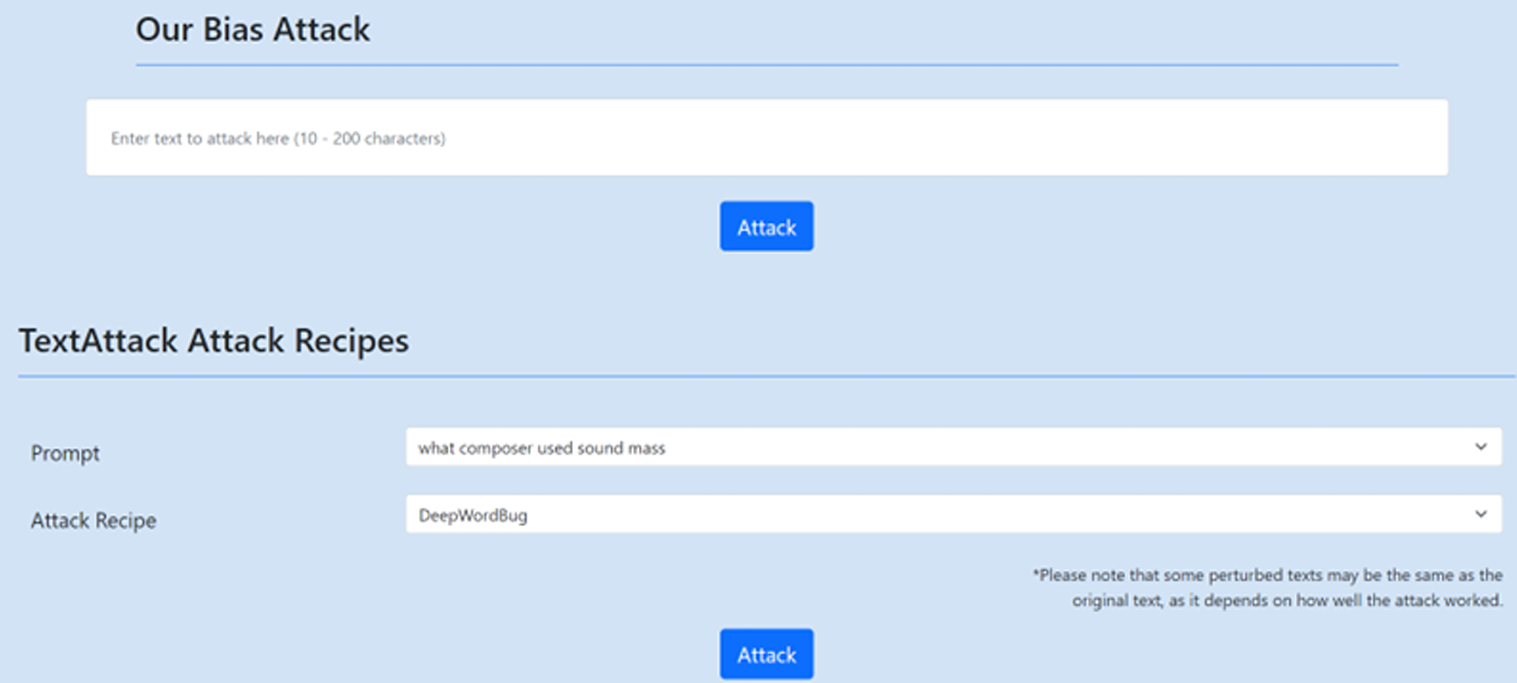 Our Bias Attack
Enter text to attack here (10 - 200 characters)
Attack
TextAttack Attack Recipes
Prompt
what composer used sound mass
Attack Recipe
DeepWordBug
*Please note that some perturbed texts may be the same as the
original text, as it depends on how well the attack worked.
Attack